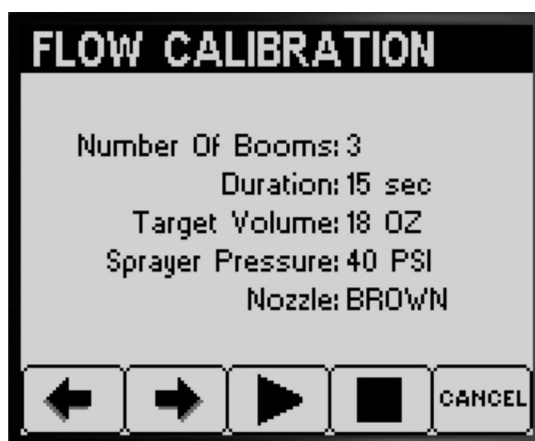 FLOW CALIBRATION
Number Of Booms: 3
Duration: 15 sec
Target Volume: 18 OZ
Sprayer Pressure: 40 PSI
Nozzle: BROWN
CANCEL